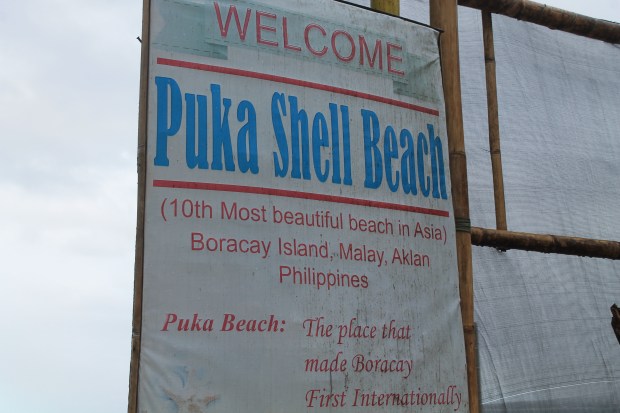 WELCOME
Puka Shell Beach
(10th Most beautiful beach in Asia)
Boracay Island, Malay, Aklan
Philippines
Puka Beach: The place that
made Boracay
First Internationally